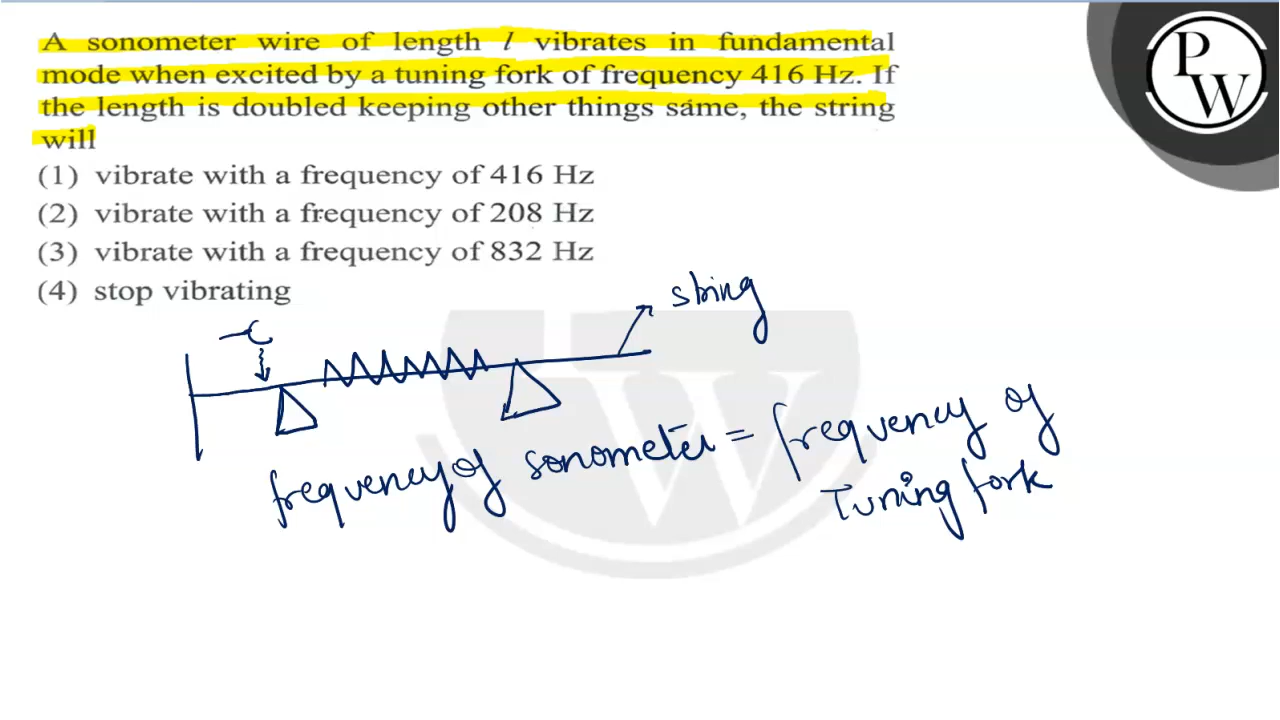 A sonometer wire of length l vibrates in fundamental
mode when excited by a tuning fork of frequency 416 Hz. If
the length is doubled keeping other things same, the string
will
(1) vibrate with a frequency of 416 Hz
(2) vibrate with a frequency of 208 Hz
(3) vibrate with a frequency of 832 Hz
(4) stop vibrating
string
frequency of sonometer = frequency of
Tuning fork
P
W
W